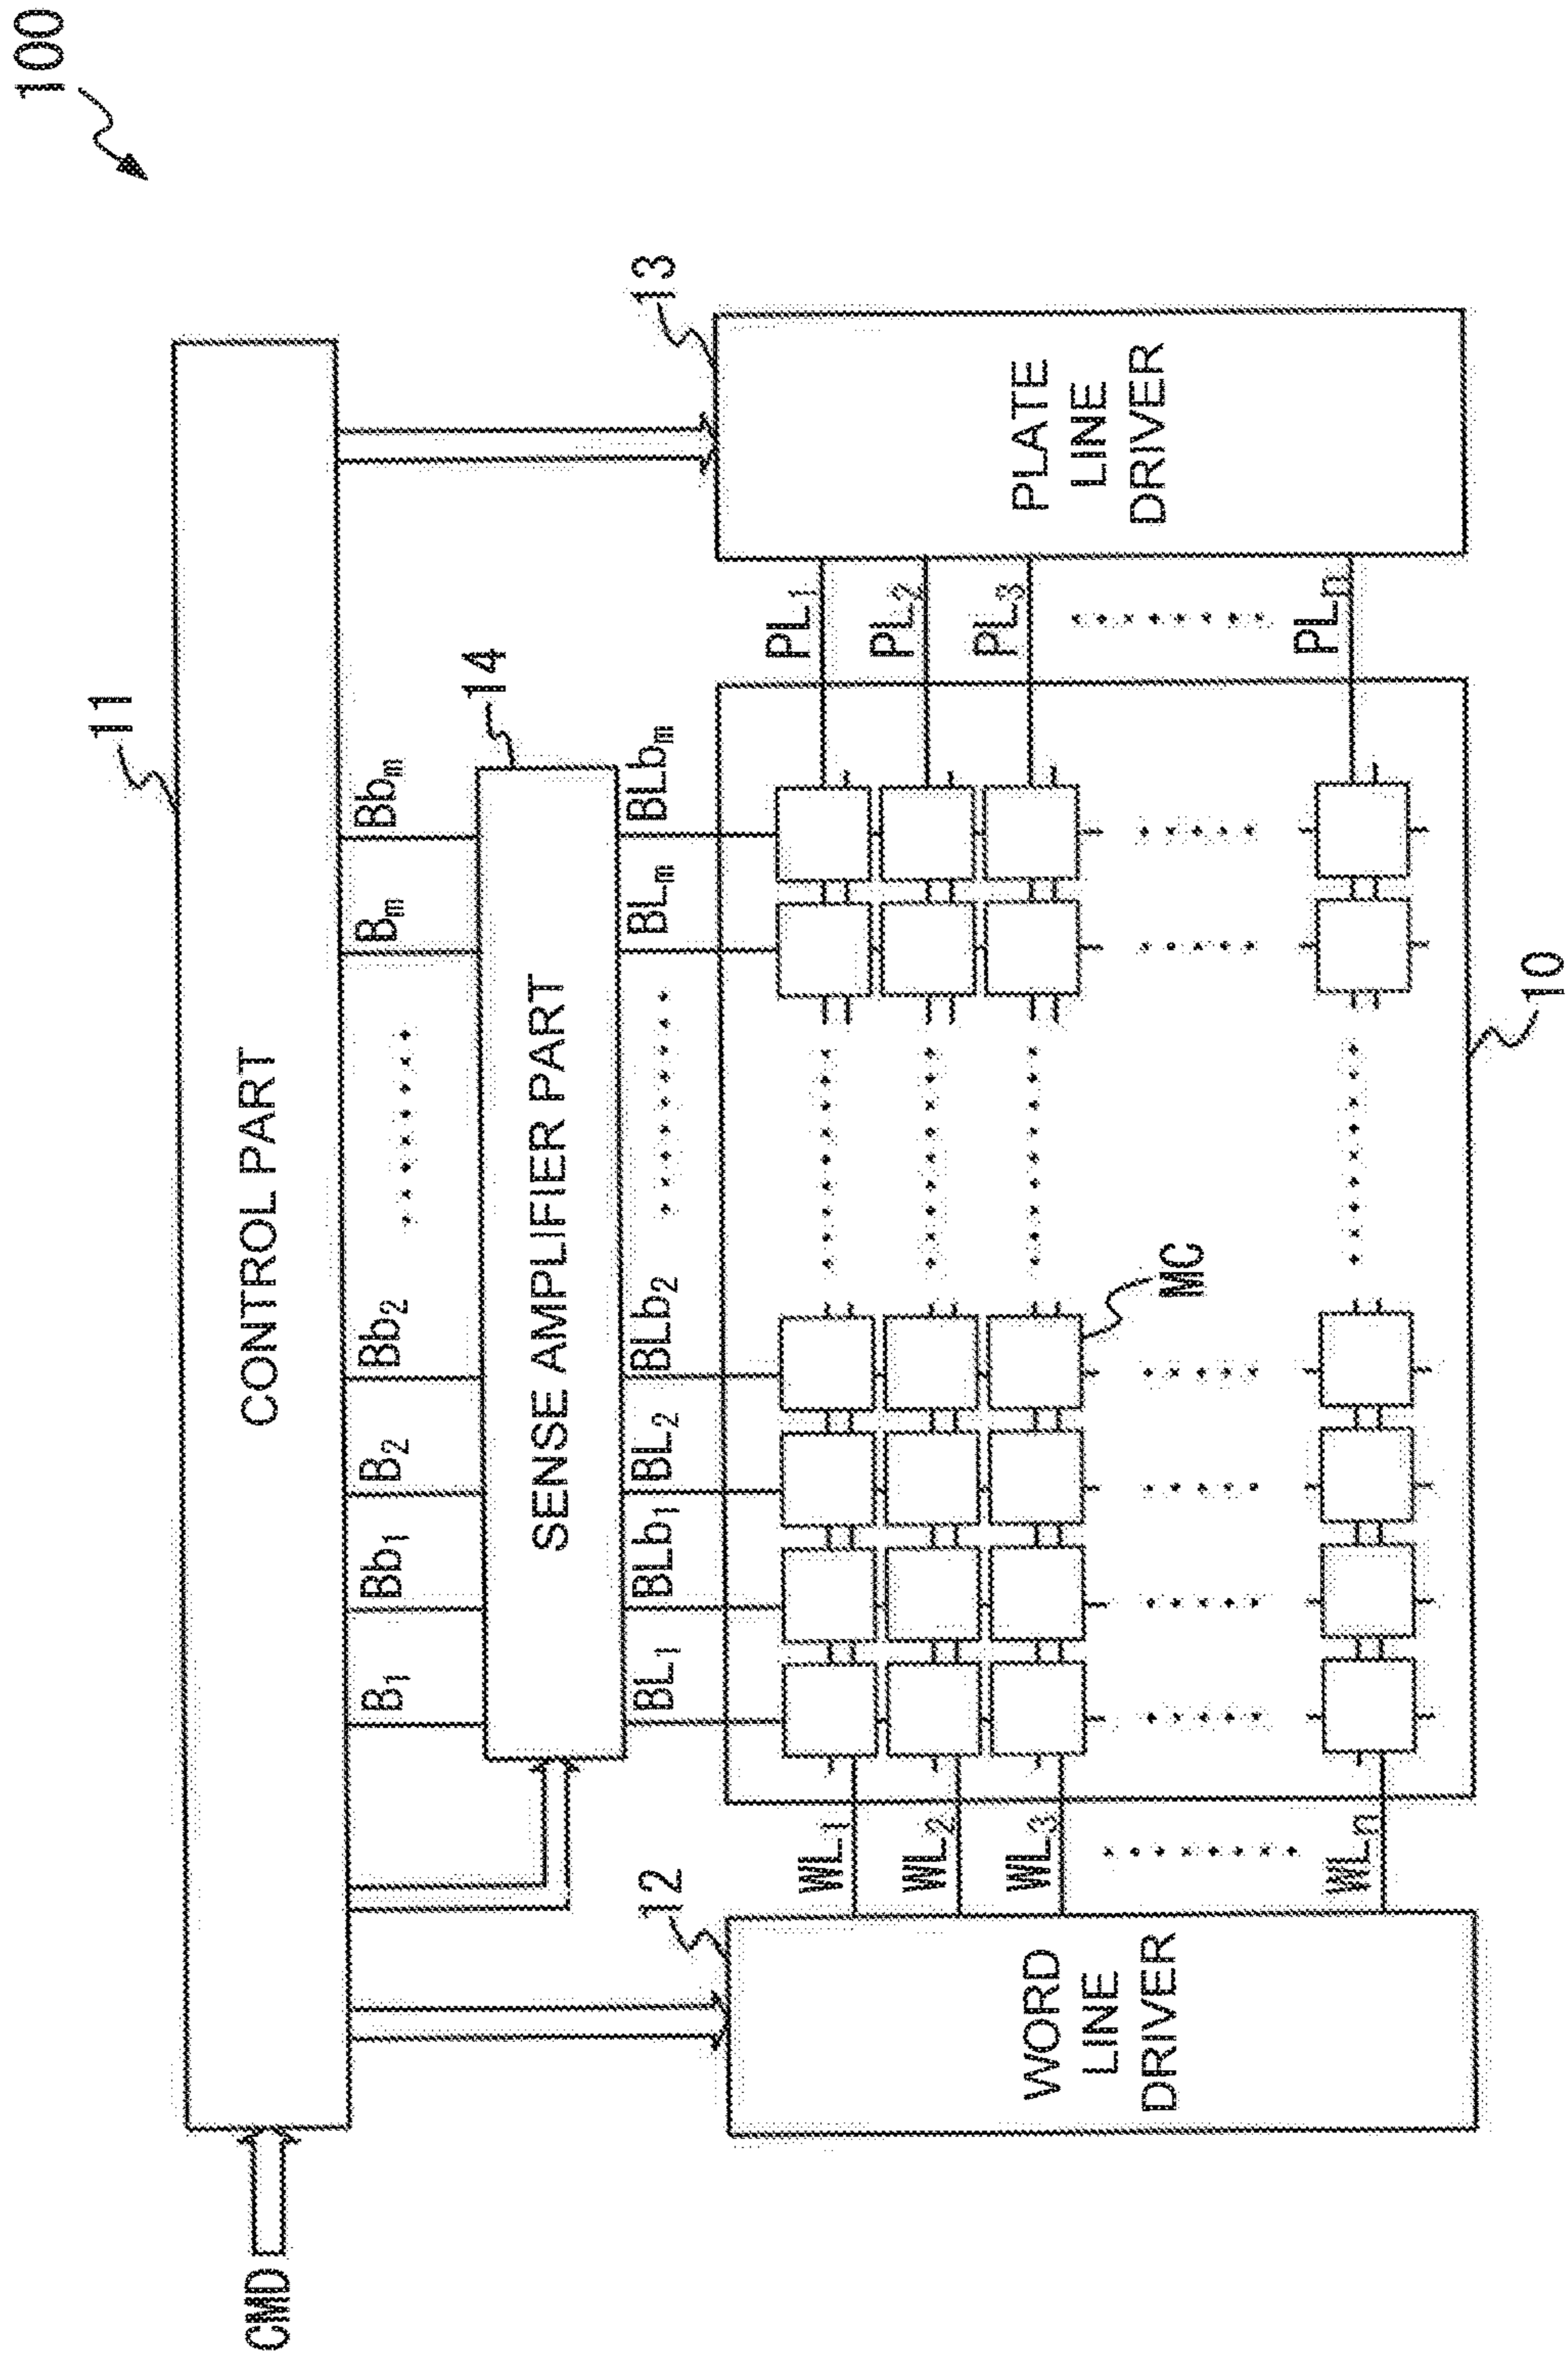 100
11
CONTROL PART
CMD
B₁
Bb₁
B₂
Bb₂
Bₘ
Bbₘ
14
SENSE AMPLIFIER PART
BL₁
BLb₁
BL₂
BLb₂
BLₘ
BLbₘ
12
WORD
LINE
DRIVER
WL₁
WL₂
WL₃
WLₙ
MC
PL₁
PL₂
PL₃
PLₙ
13
PLATE
LINE
DRIVER
10